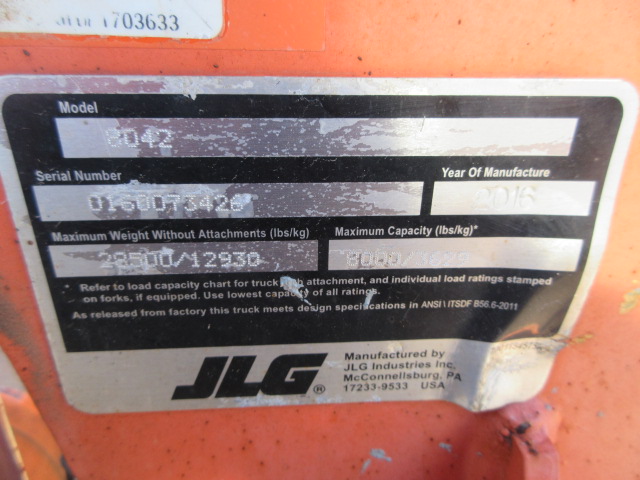 1703633
Model
8042
Serial Number
Year Of Manufacture
0160073426
2016
Maximum Weight Without Attachments (lbs/kg)
Maximum Capacity (lbs/kg)*
28500/12930
8000/3629
* Refer to load capacity chart for truck with attachment, and individual load ratings stamped
on forks, if equipped. Use lowest capacity of all ratings.
As released from factory this truck meets design specifications in ANSI \ ITSDF B56.6-2011
JLG®
Manufactured by
JLG Industries Inc.
McConnellsburg, PA
17233-9533 USA